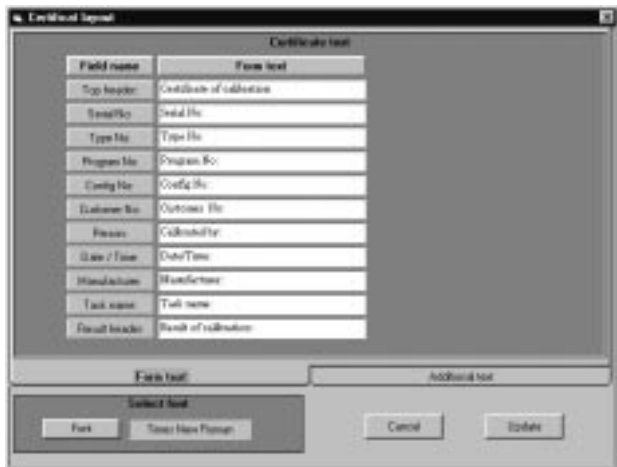 Certificat layout
Certificate text
Field name Form text
Top header Certificate of calibration
Serial No Serial No:
Type No Type No:
Program No Program No:
Config No Config No:
Customer No Customer No:
Person Calibrated by:
Date / Time Date/Time:
Manufacturer Manufacturer:
Task name Task name:
Result header Result of calibration:
Form text Additional text
Select font
Font Times New Roman Cancel Update